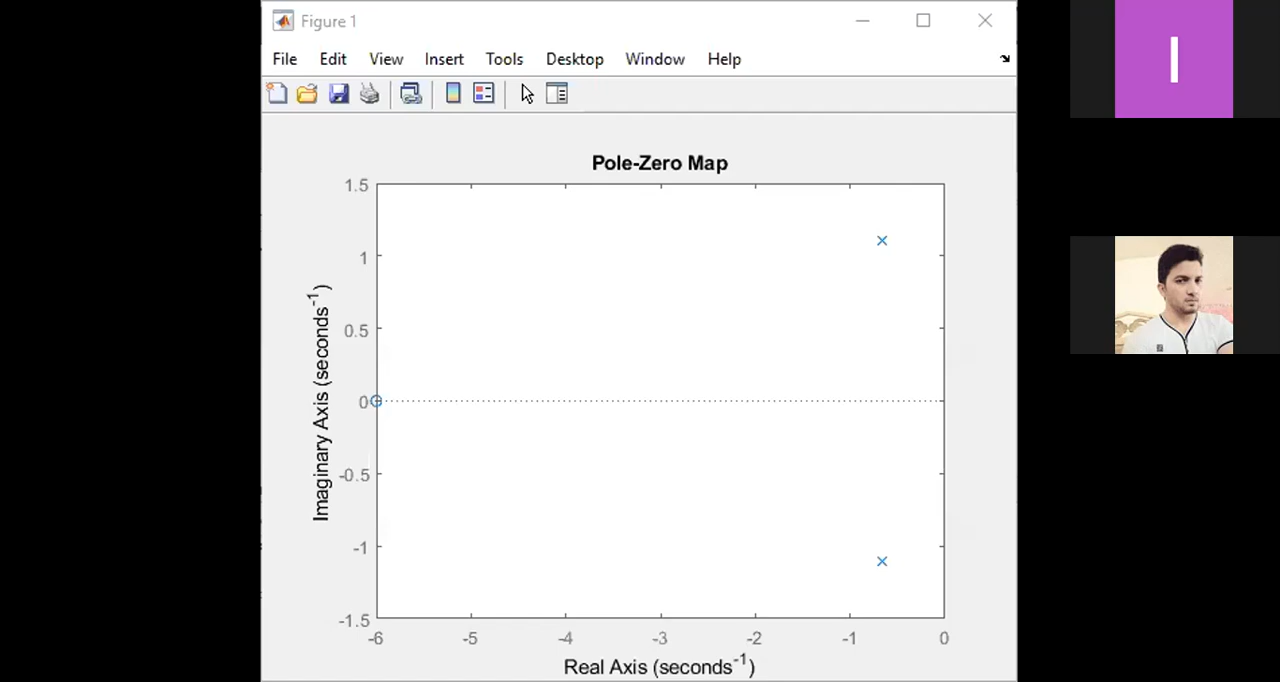 Figure 1
File Edit View Insert Tools Desktop Window Help
Pole-Zero Map
1.5
1
0.5
0
-0.5
-1
-1.5
Imaginary Axis (seconds⁻¹)
-6 -5 -4 -3 -2 -1 0
Real Axis (seconds⁻¹)
I